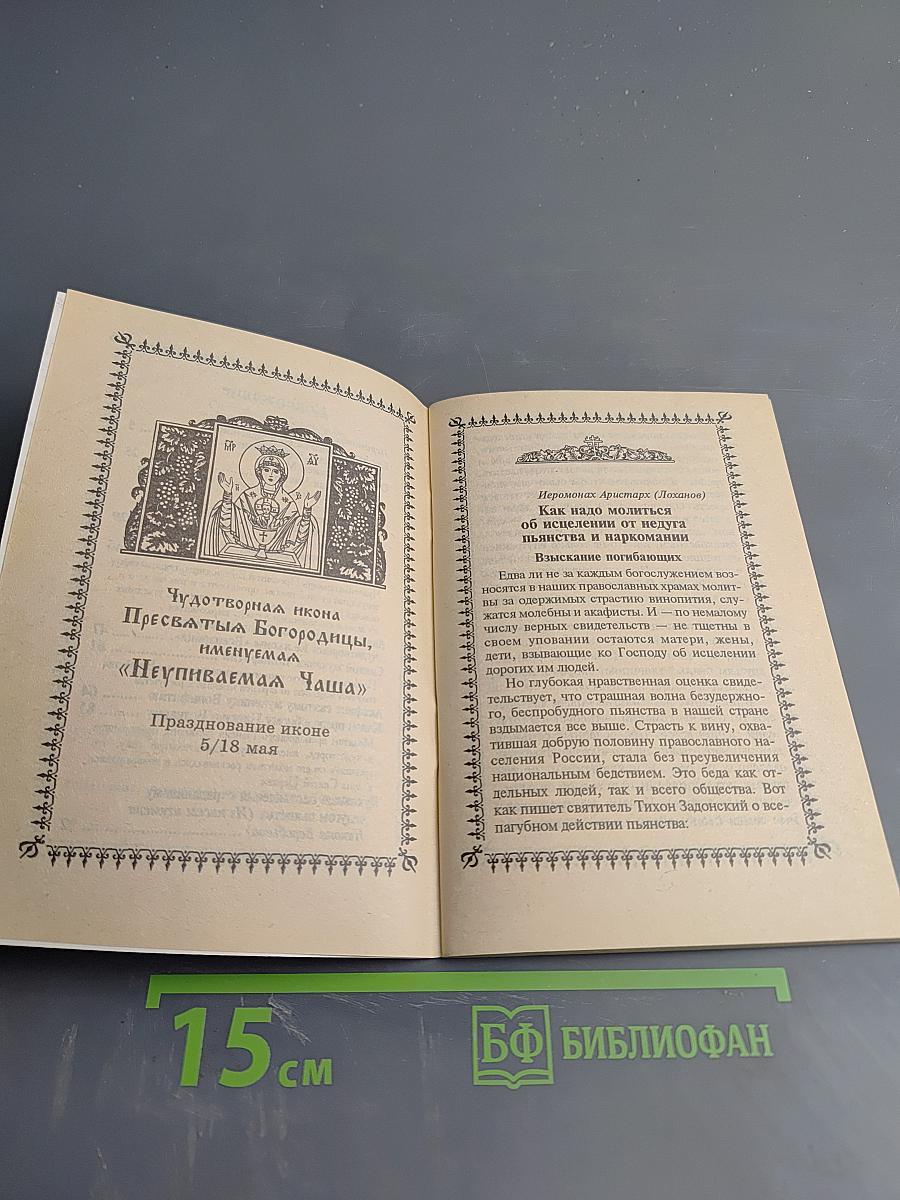 МР ѲУ
Чудотворная икона
Пресвятыя Богородицы,
именуемая
«Неупиваемая Чаша»
Празднование иконе
5/18 мая
Иеромонах Аристарх (Лоханов)
Как надо молиться
об исцелении от недуга
пьянства и наркомании
Взыскание погибающих
Едва ли не за каждым богослужением воз-
носятся в наших православных храмах молит-
вы за одержимых страстию винопития, слу-
жатся молебны и акафисты. И — по немалому
числу верных свидетельств — не тщетны в
своем уповании остаются матери, жены,
дети, взывающие ко Господу об исцелении
дорогих им людей.
Но глубокая нравственная оценка свиде-
тельствует, что страшная волна безудержно-
го, беспробудного пьянства в нашей стране
вздымается все выше. Страсть к вину, охва-
тившая добрую половину православного на-
селения России, стала без преувеличения
национальным бедствием. Это беда как от-
дельных людей, так и всего общества. Вот
как пишет святитель Тихон Задонский о все-
пагубном действии пьянства:
15 см
БФ БИБЛИОФАН